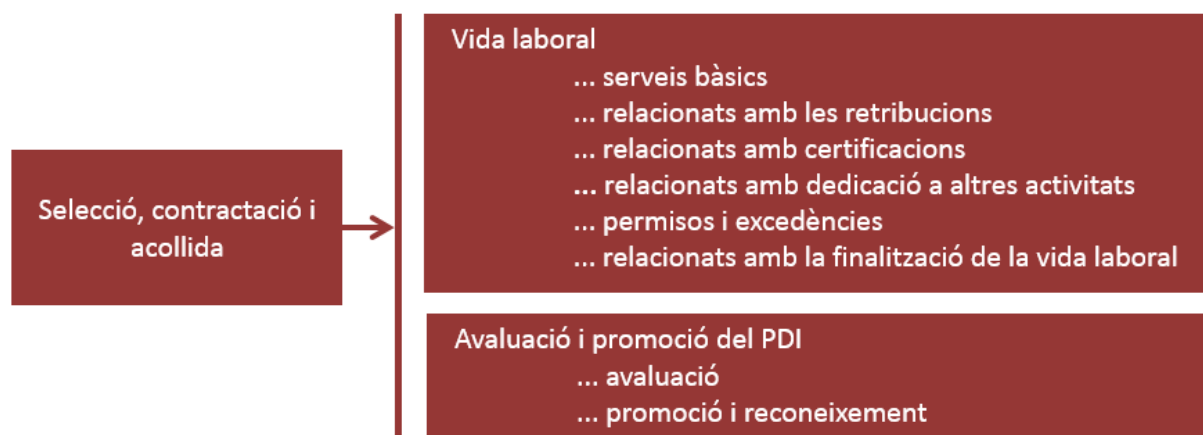 Selecció, contractació i
acollida
Vida laboral
... serveis bàsics
... relacionats amb les retribucions
... relacionats amb certificacions
... relacionats amb dedicació a altres activitats
... permisos i excedències
... relacionats amb la finalització de la vida laboral
Avaluació i promoció del PDI
... avaluació
... promoció i reconeixement